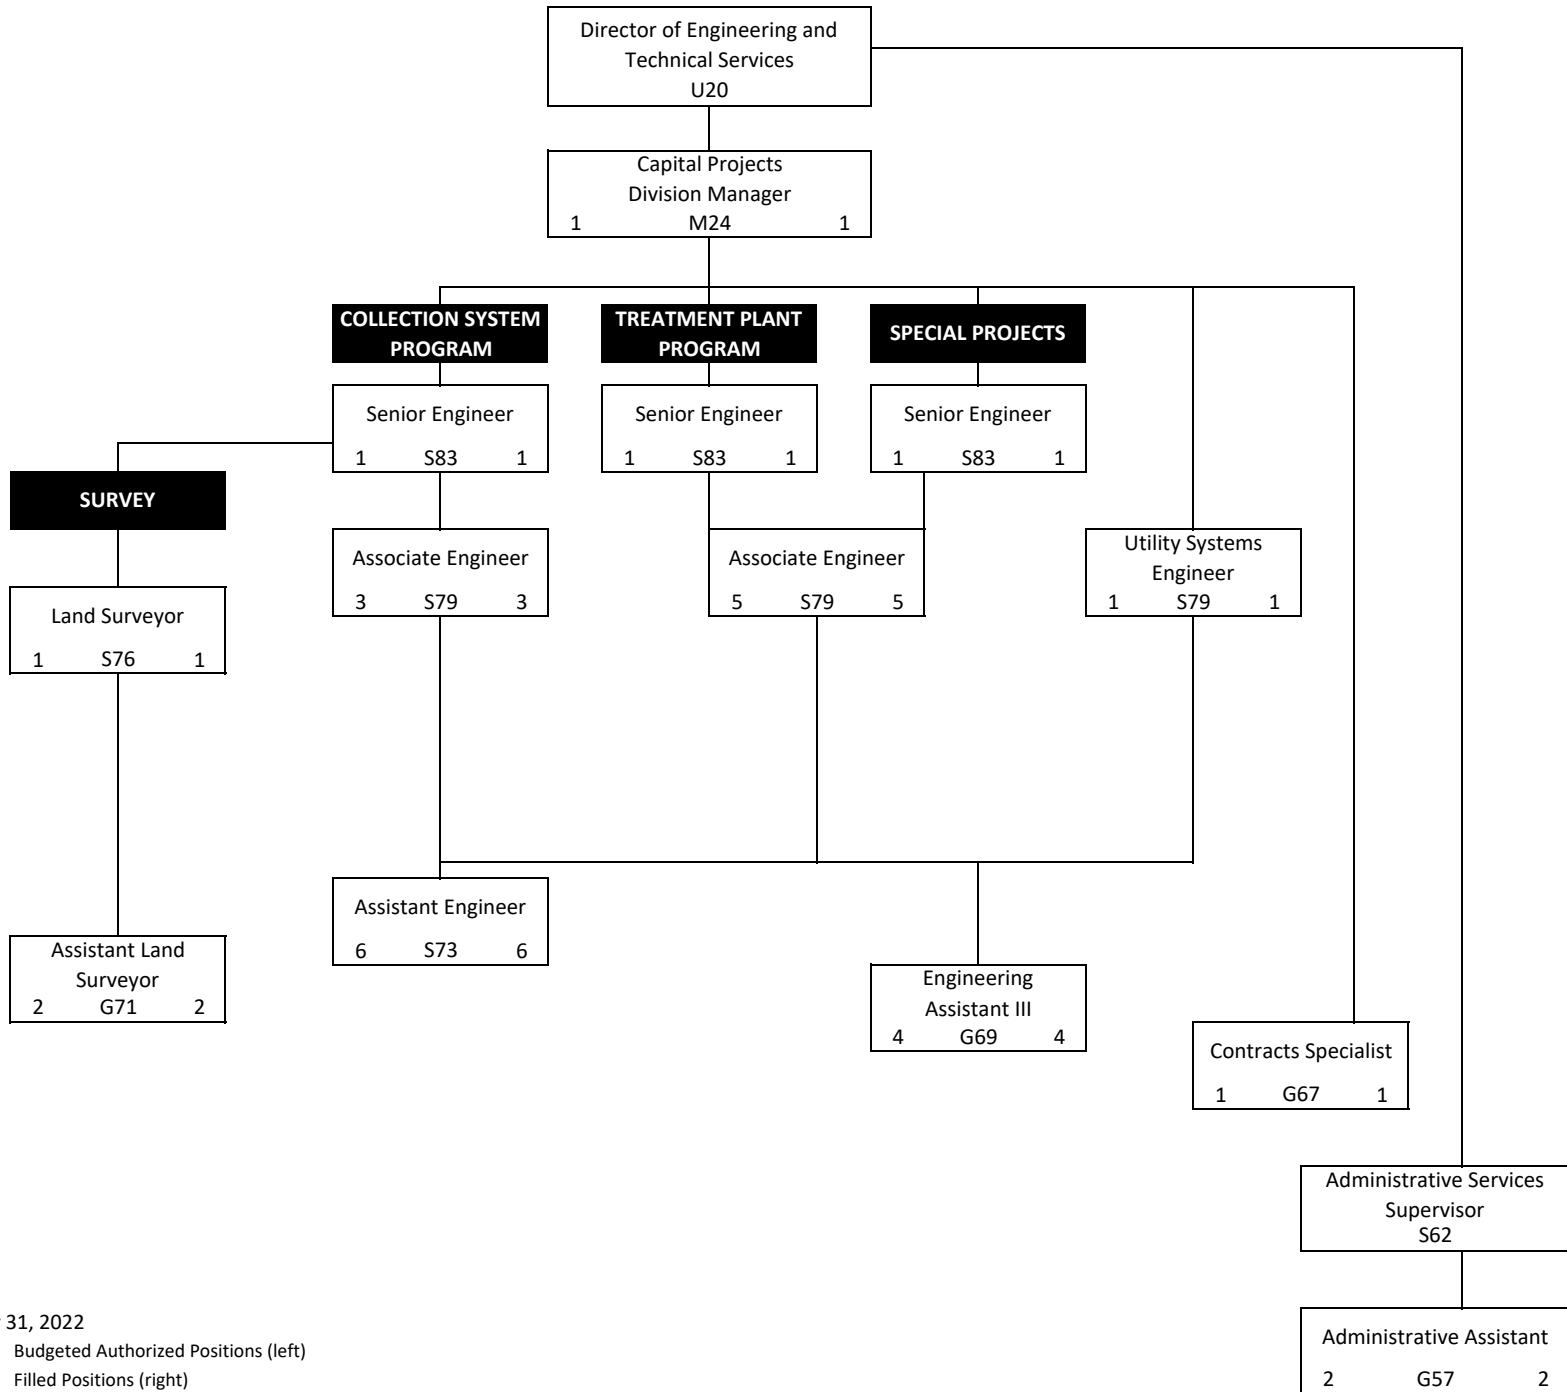 Director of Engineering and
Technical Services
U20
Capital Projects
Division Manager
1 M24 1
COLLECTION SYSTEM
PROGRAM
TREATMENT PLANT
PROGRAM
SPECIAL PROJECTS
Senior Engineer
1 S83 1
Senior Engineer
1 S83 1
Senior Engineer
1 S83 1
SURVEY
Associate Engineer
3 S79 3
Associate Engineer
5 S79 5
Utility Systems
Engineer
1 S79 1
Land Surveyor
1 S76 1
Assistant Engineer
6 S73 6
Assistant Land
Surveyor
2 G71 2
Engineering
Assistant III
4 G69 4
Contracts Specialist
1 G67 1
Administrative Services
Supervisor
S62
Administrative Assistant
2 G57 2
31, 2022
Budgeted Authorized Positions (left)
Filled Positions (right)